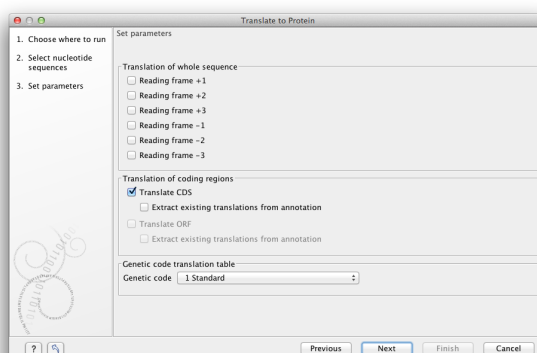 Translate to Protein
1. Choose where to run
2. Select nucleotide
sequences
3. Set parameters
Set parameters
Translation of whole sequence
Reading frame +1
Reading frame +2
Reading frame +3
Reading frame −1
Reading frame −2
Reading frame −3
Translation of coding regions
Translate CDS
Extract existing translations from annotation
Translate ORF
Extract existing translations from annotation
Genetic code translation table
Genetic code 1 Standard
? Previous Next Finish Cancel